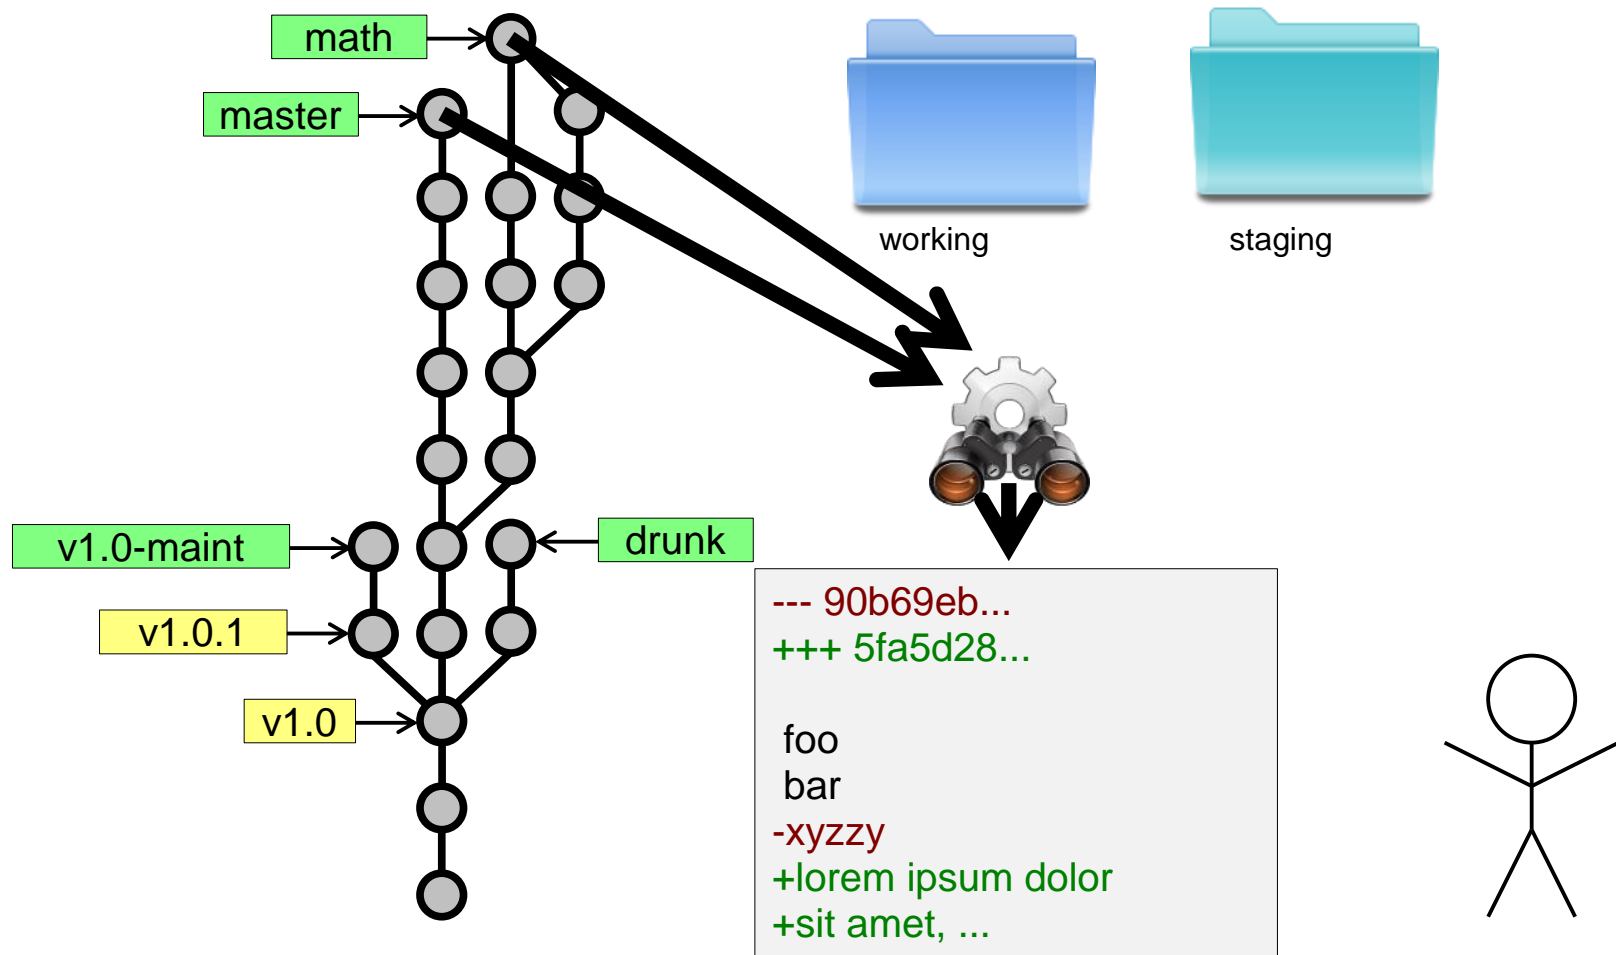 math
master
working
staging
v1.0-maint
drunk
v1.0.1
v1.0
--- 90b69eb...
+++ 5fa5d28...
foo
bar
-xyzzy
+lorem ipsum dolor
+sit amet, ...